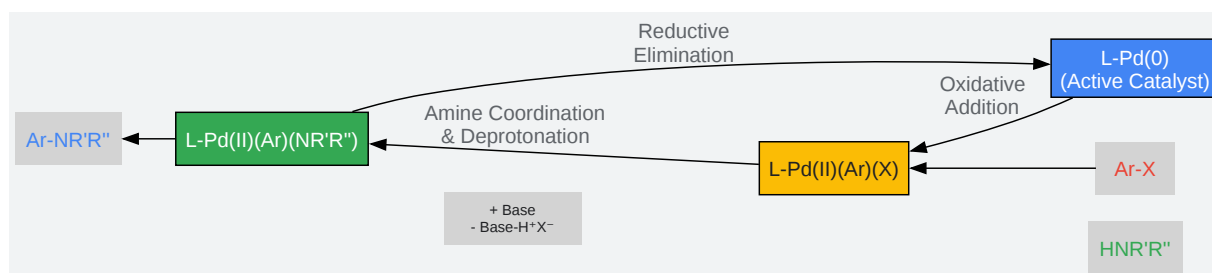 Reductive
Elimination
L-Pd(0)
(Active Catalyst)
Oxidative
Addition
Amine Coordination
& Deprotonation
Ar-NR'R"
L-Pd(II)(Ar)(NR'R")
L-Pd(II)(Ar)(X)
Ar-X
+ Base
- Base-H⁺X⁻
HNR'R"